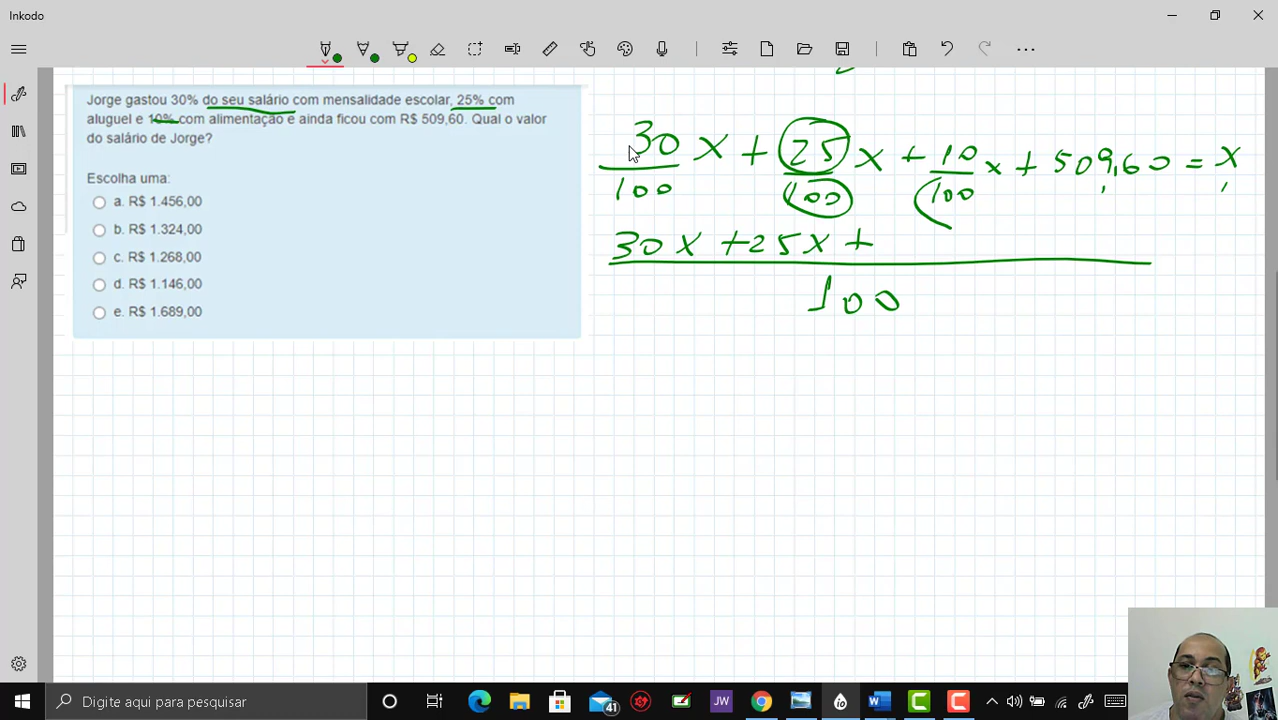 Inkodo
Jorge gastou 30% do seu salário com mensalidade escolar, 25% com
aluguel e 10% com alimentação e ainda ficou com R$ 509,60. Qual o valor
do salário de Jorge?
Escolha uma:
a. R$ 1.456,00
b. R$ 1.324,00
c. R$ 1.268,00
d. R$ 1.146,00
e. R$ 1.689,00
30/100 x + 25/100 x + 10/100 x + 509,60 = x
30x + 25x +
100
Digite aqui para pesquisar
41
JW
W